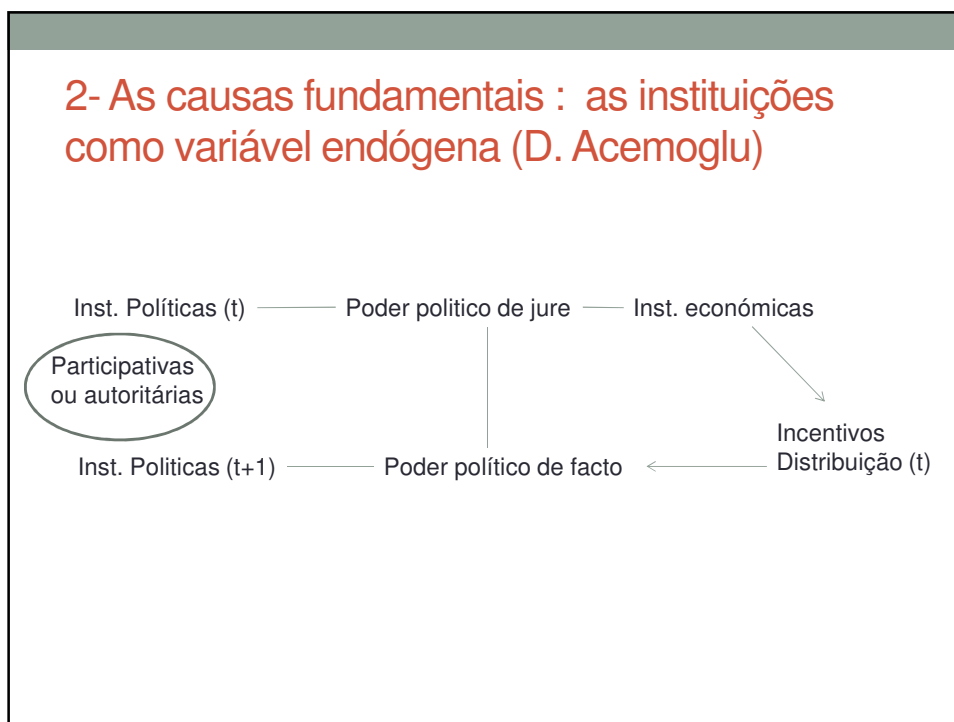 2- As causas fundamentais : as instituições
como variável endógena (D. Acemoglu)
Inst. Políticas (t) Poder politico de jure Inst. económicas
Participativas
ou autoritárias
Incentivos
Distribuição (t)
Inst. Politicas (t+1) Poder político de facto